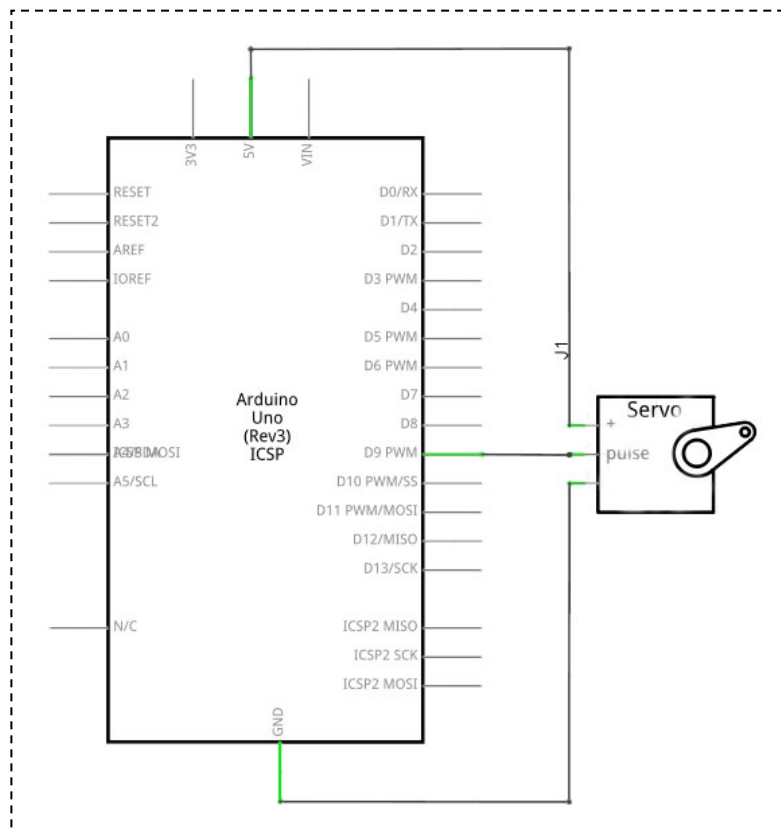 3V3
5V
VIN
RESET
RESET2
AREF
IOREF
A0
A1
A2
A3
A5/SCL
N/C
Arduino
Uno
(Rev3)
ICSP
D0/RX
D1/TX
D2
D3 PWM
D4
D5 PWM
D6 PWM
D7
D8
D9 PWM
D10 PWM/SS
D11 PWM/MOSI
D12/MISO
D13/SCK
ICSP2 MISO
ICSP2 SCK
ICSP2 MOSI
GND
J1
Servo
+
pulse
-